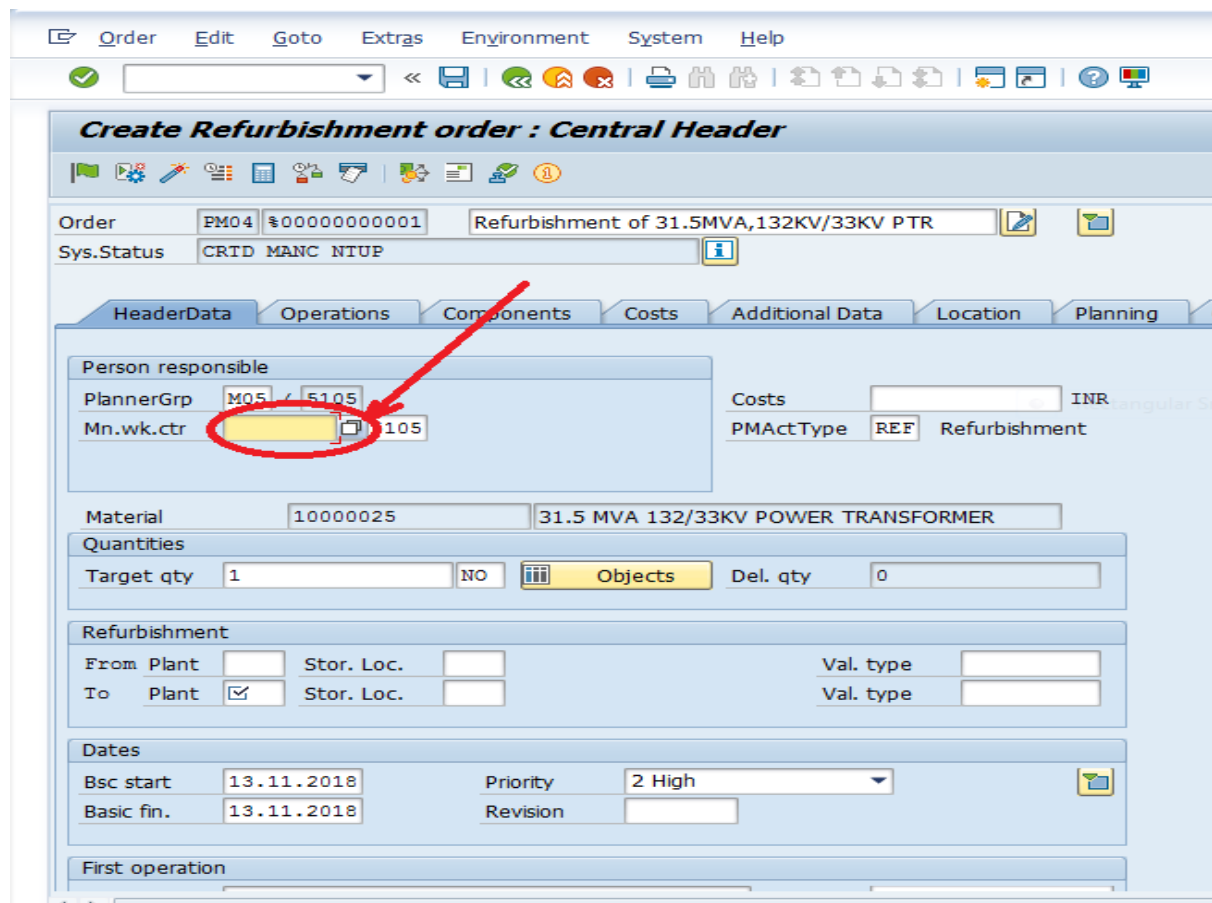 Order Edit Goto Extras Environment System Help
Create Refurbishment order : Central Header
Order PM04 %00000000001 Refurbishment of 31.5MVA,132KV/33KV PTR
Sys.Status CRTD MANC NTUP
HeaderData Operations Components Costs Additional Data Location Planning
Person responsible
PlannerGrp M05 / 5105 Costs INR
Mn.wk.ctr 105 PMActType REF Refurbishment
Material 10000025 31.5 MVA 132/33KV POWER TRANSFORMER
Quantities
Target qty 1 NO Objects Del. qty 0
Refurbishment
From Plant Stor. Loc. Val. type
To Plant Stor. Loc. Val. type
Dates
Bsc start 13.11.2018 Priority 2 High
Basic fin. 13.11.2018 Revision
First operation